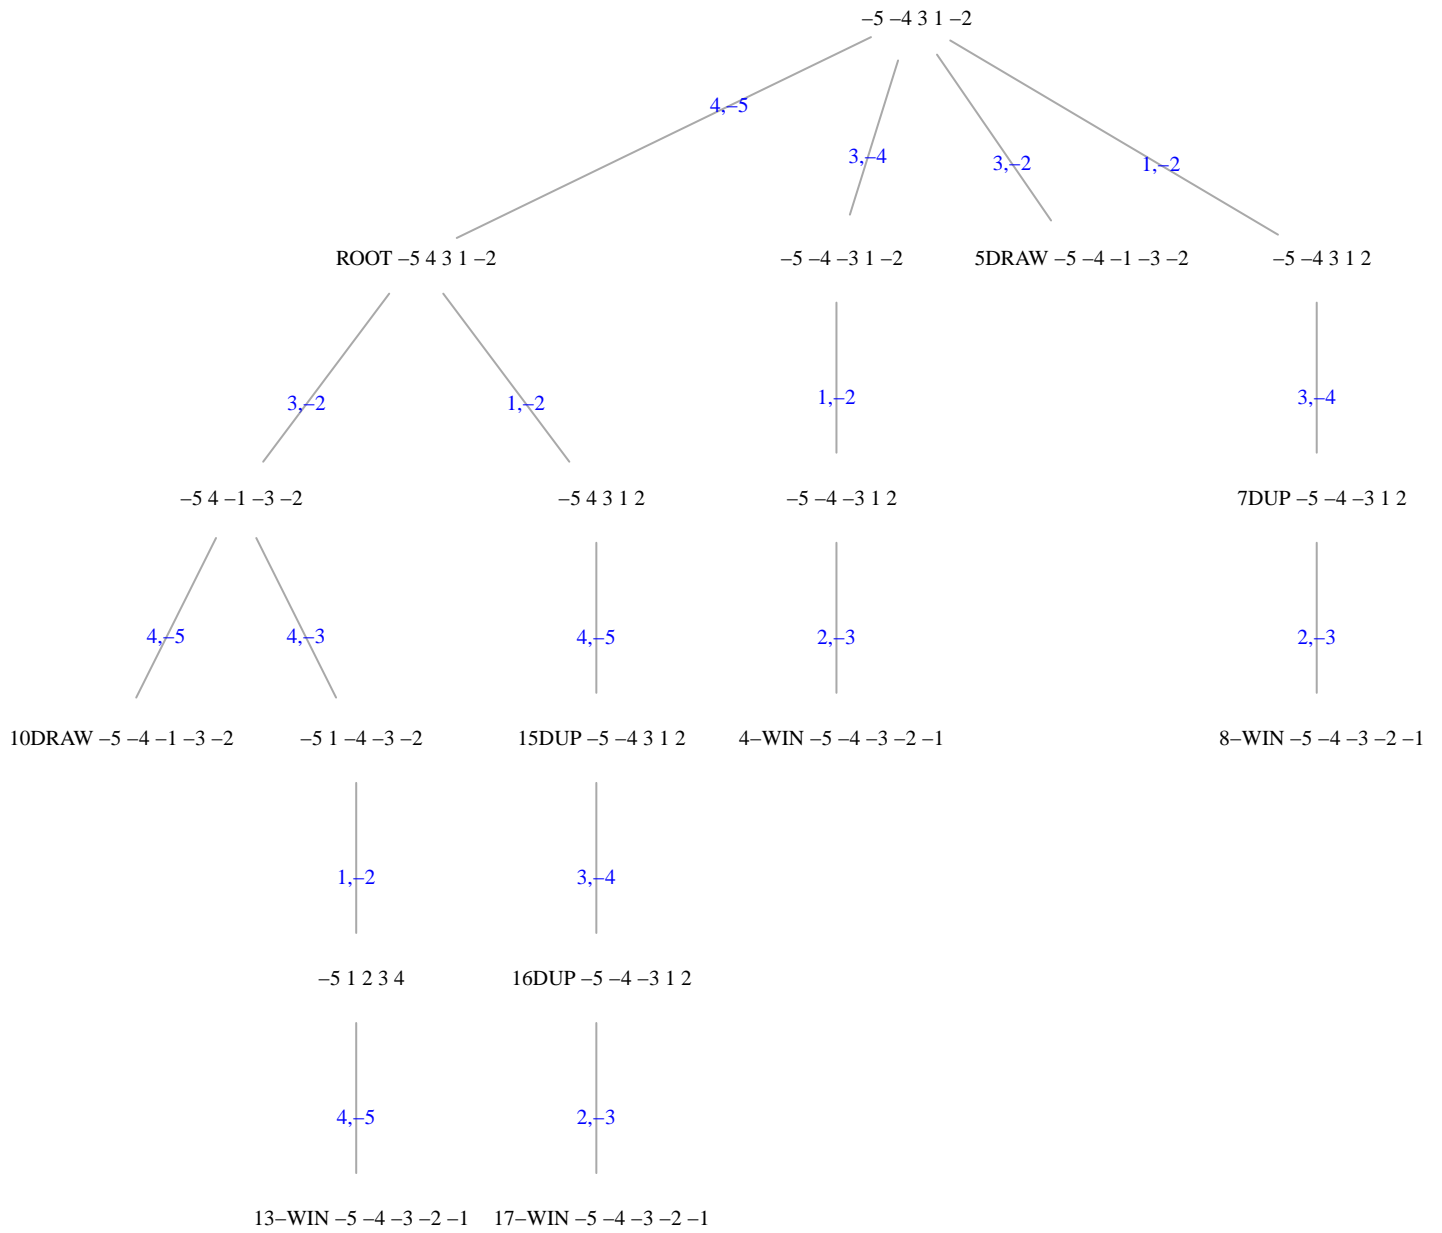 −5 −4 3 1 −2
4,−5
3,−4
3,−2
1,−2
ROOT −5 4 3 1 −2
−5 −4 −3 1 −2
5DRAW −5 −4 −1 −3 −2
−5 −4 3 1 2
3,−2
1,−2
1,−2
3,−4
−5 4 −1 −3 −2
−5 4 3 1 2
−5 −4 −3 1 2
7DUP −5 −4 −3 1 2
4,−5
4,−3
4,−5
2,−3
2,−3
10DRAW −5 −4 −1 −3 −2
−5 1 −4 −3 −2
15DUP −5 −4 3 1 2
4−WIN −5 −4 −3 −2 −1
8−WIN −5 −4 −3 −2 −1
1,−2
3,−4
−5 1 2 3 4
16DUP −5 −4 −3 1 2
4,−5
2,−3
13−WIN −5 −4 −3 −2 −1
17−WIN −5 −4 −3 −2 −1